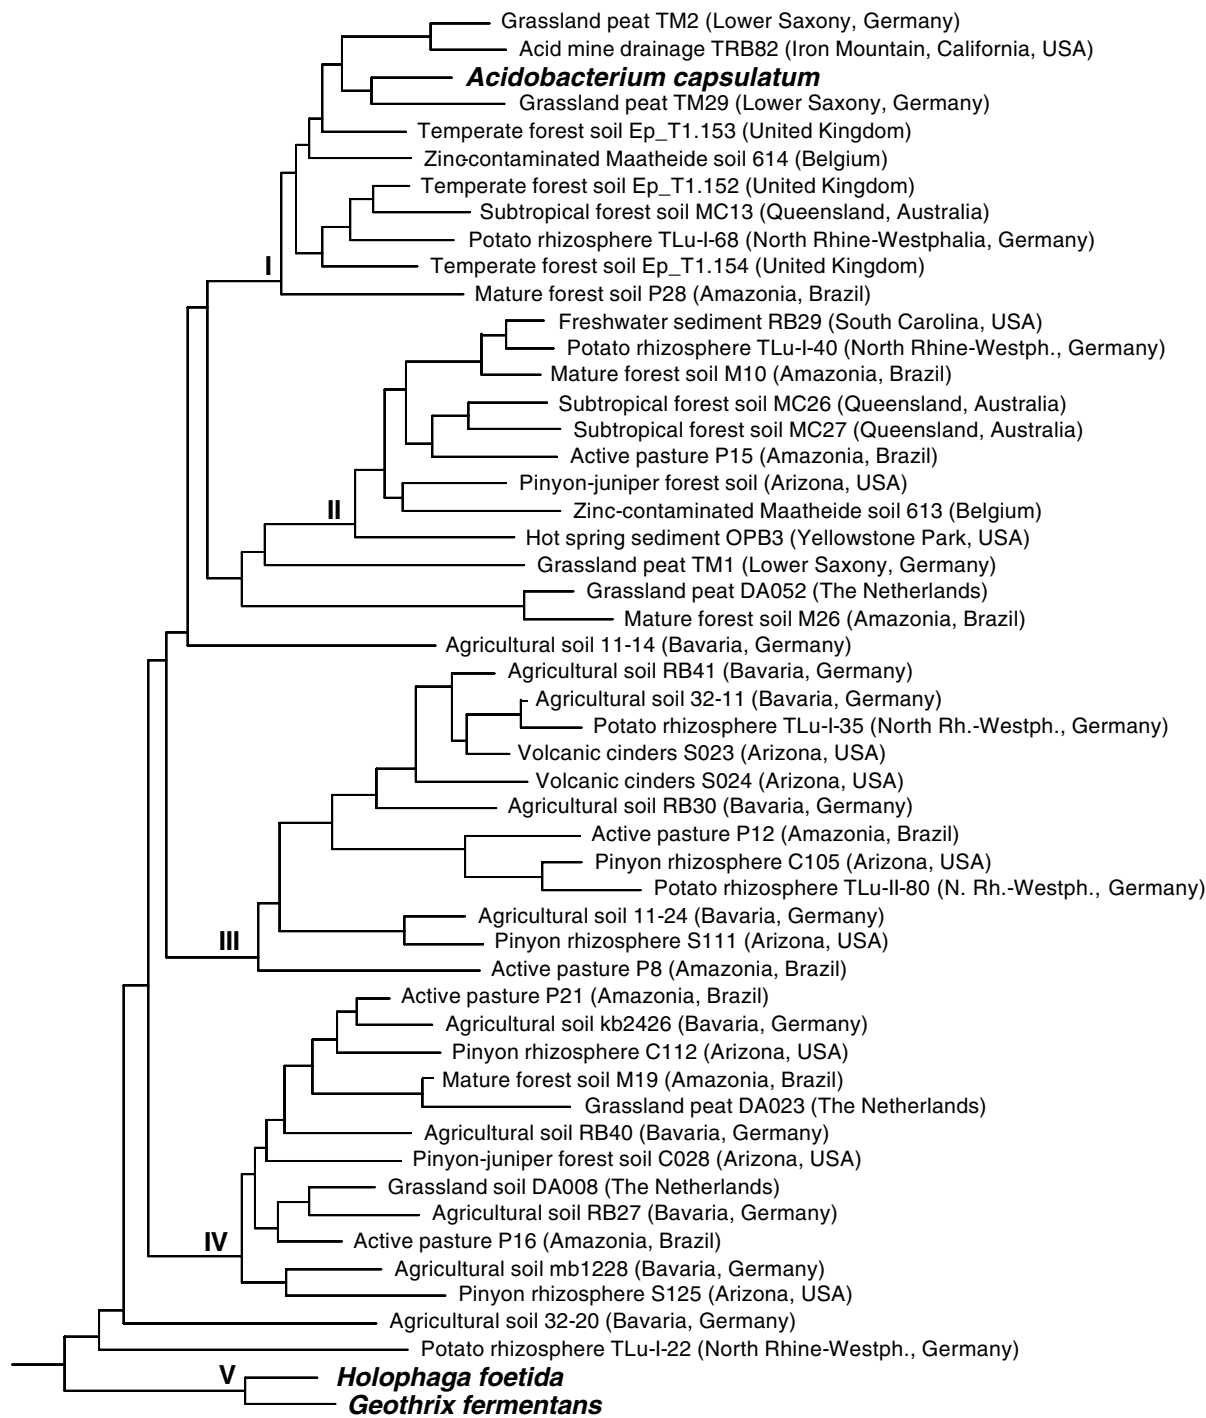 Grassland peat TM2 (Lower Saxony, Germany)
Acid mine drainage TRB82 (Iron Mountain, California, USA)
Acidobacterium capsulatum
Grassland peat TM29 (Lower Saxony, Germany)
Temperate forest soil Ep_T1.153 (United Kingdom)
Zinc-contaminated Maatheide soil 614 (Belgium)
Temperate forest soil Ep_T1.152 (United Kingdom)
Subtropical forest soil MC13 (Queensland, Australia)
Potato rhizosphere TLu-I-68 (North Rhine-Westphalia, Germany)
I
Temperate forest soil Ep_T1.154 (United Kingdom)
Mature forest soil P28 (Amazonia, Brazil)
Freshwater sediment RB29 (South Carolina, USA)
Potato rhizosphere TLu-I-40 (North Rhine-Westph., Germany)
Mature forest soil M10 (Amazonia, Brazil)
Subtropical forest soil MC26 (Queensland, Australia)
Subtropical forest soil MC27 (Queensland, Australia)
Active pasture P15 (Amazonia, Brazil)
Pinyon-juniper forest soil (Arizona, USA)
II
Zinc-contaminated Maatheide soil 613 (Belgium)
Hot spring sediment OPB3 (Yellowstone Park, USA)
Grassland peat TM1 (Lower Saxony, Germany)
Grassland peat DA052 (The Netherlands)
Mature forest soil M26 (Amazonia, Brazil)
Agricultural soil 11-14 (Bavaria, Germany)
Agricultural soil RB41 (Bavaria, Germany)
Agricultural soil 32-11 (Bavaria, Germany)
Potato rhizosphere TLu-I-35 (North Rh.-Westph., Germany)
Volcanic cinders S023 (Arizona, USA)
Volcanic cinders S024 (Arizona, USA)
Agricultural soil RB30 (Bavaria, Germany)
Active pasture P12 (Amazonia, Brazil)
Pinyon rhizosphere C105 (Arizona, USA)
Potato rhizosphere TLu-II-80 (N. Rh.-Westph., Germany)
Agricultural soil 11-24 (Bavaria, Germany)
III
Pinyon rhizosphere S111 (Arizona, USA)
Active pasture P8 (Amazonia, Brazil)
Active pasture P21 (Amazonia, Brazil)
Agricultural soil kb2426 (Bavaria, Germany)
Pinyon rhizosphere C112 (Arizona, USA)
Mature forest soil M19 (Amazonia, Brazil)
Grassland peat DA023 (The Netherlands)
Agricultural soil RB40 (Bavaria, Germany)
Pinyon-juniper forest soil C028 (Arizona, USA)
Grassland soil DA008 (The Netherlands)
Agricultural soil RB27 (Bavaria, Germany)
IV
Active pasture P16 (Amazonia, Brazil)
Agricultural soil mb1228 (Bavaria, Germany)
Pinyon rhizosphere S125 (Arizona, USA)
Agricultural soil 32-20 (Bavaria, Germany)
Potato rhizosphere TLu-I-22 (North Rhine-Westph., Germany)
V
Holophaga foetida
Geothrix fermentans